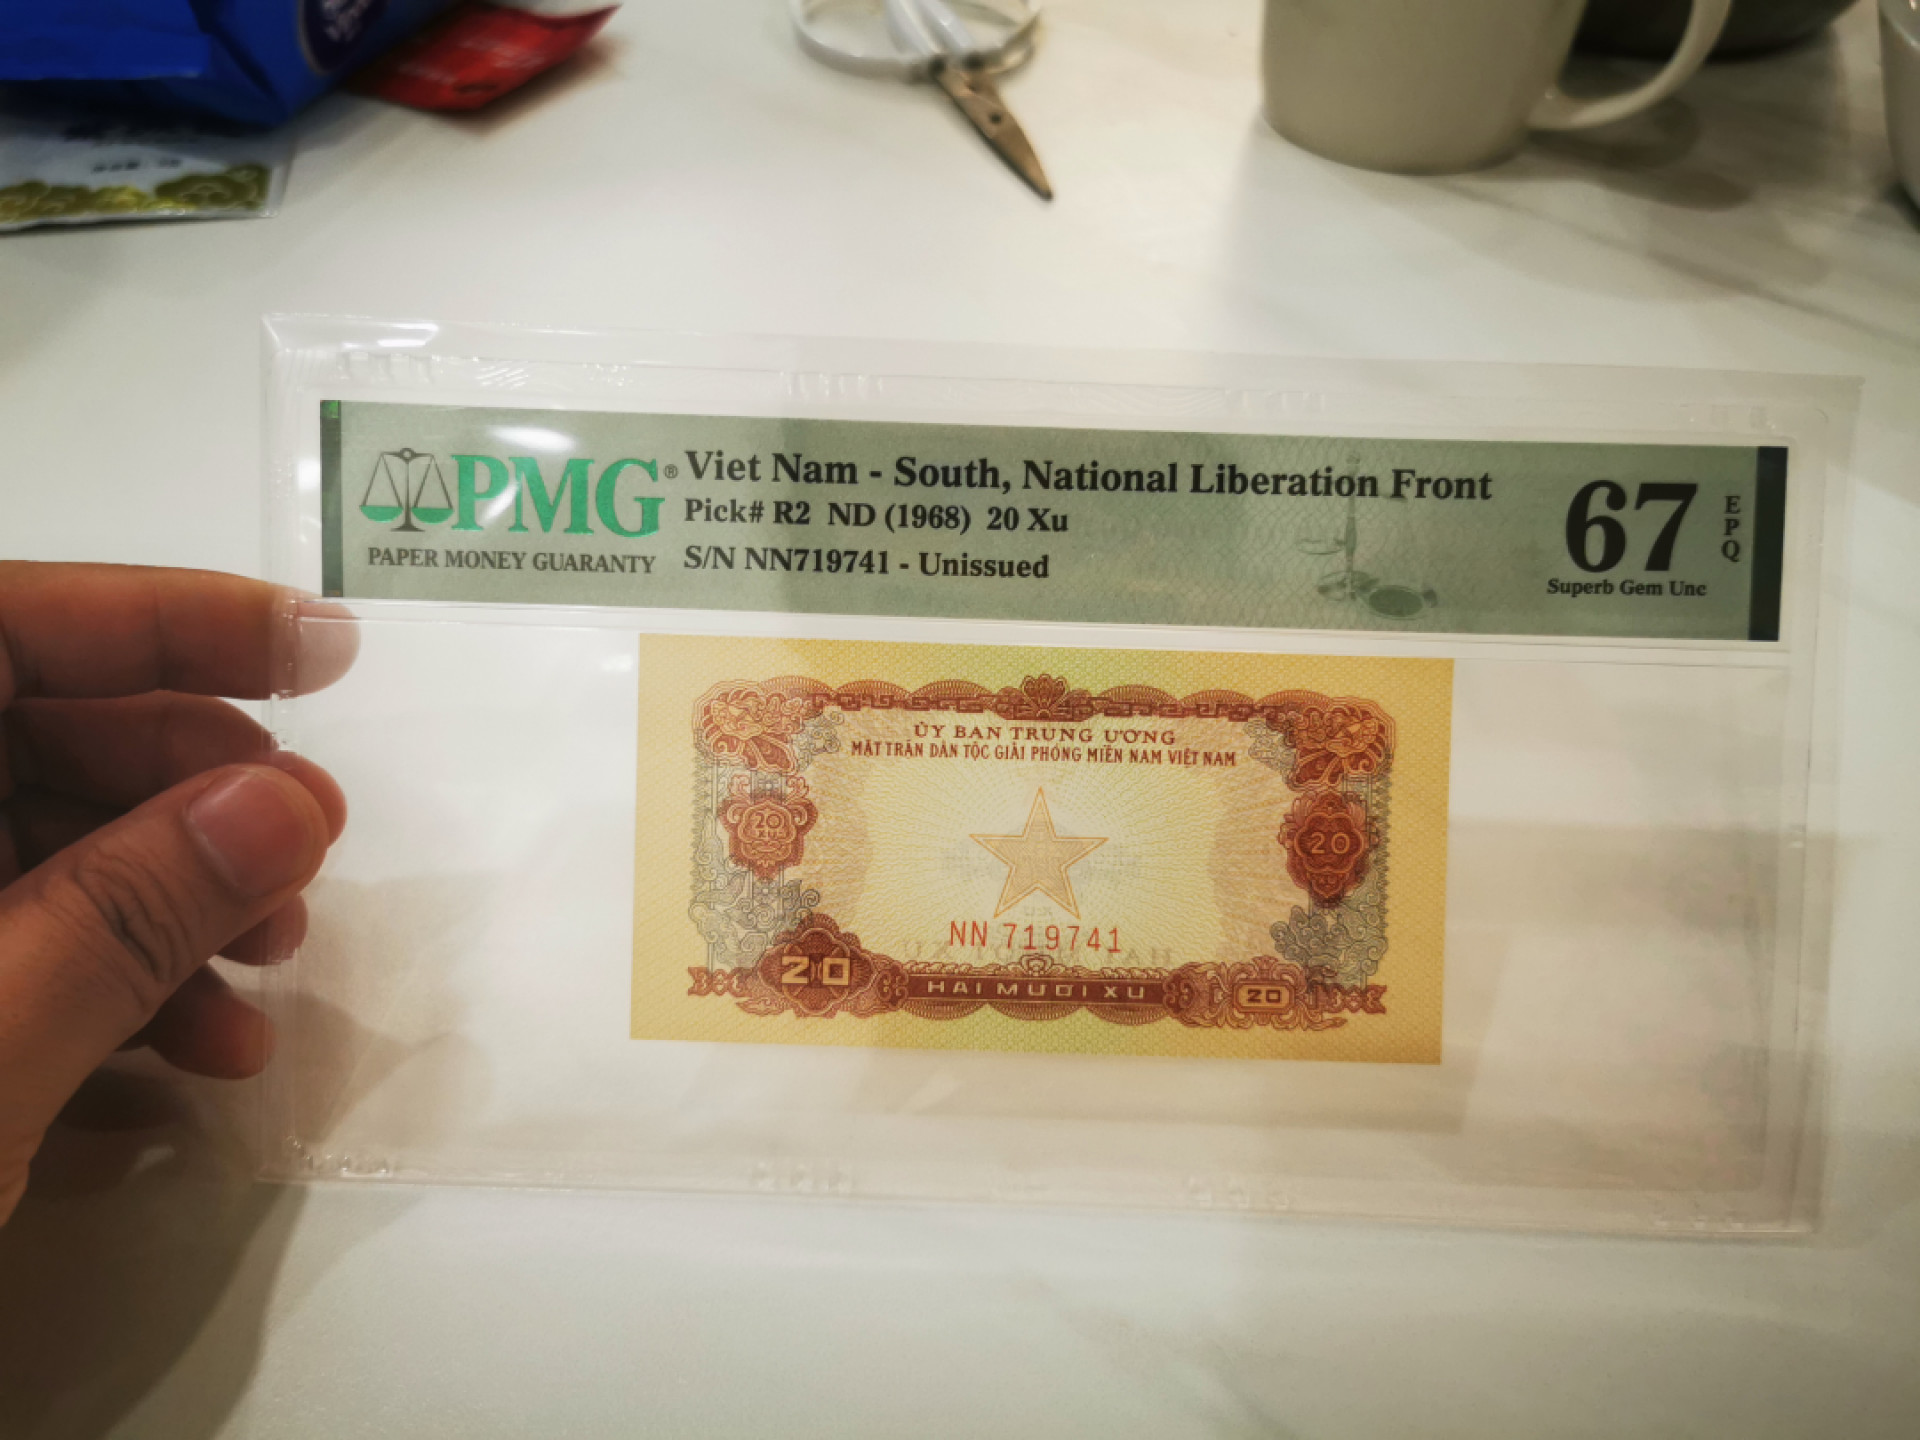 PMG®
PAPER MONEY GUARANTY
Viet Nam - South, National Liberation Front
Pick# R2 ND (1968) 20 Xu
S/N NN719741 - Unissued
67
EPQ
Superb Gem Unc
ỦY BAN TRUNG ƯƠNG
MẶT TRẬN DÂN TỘC GIẢI PHÓNG MIỀN NAM VIỆT NAM
20
XU
20
NN 719741
20
HAI MƯƠI XU
20